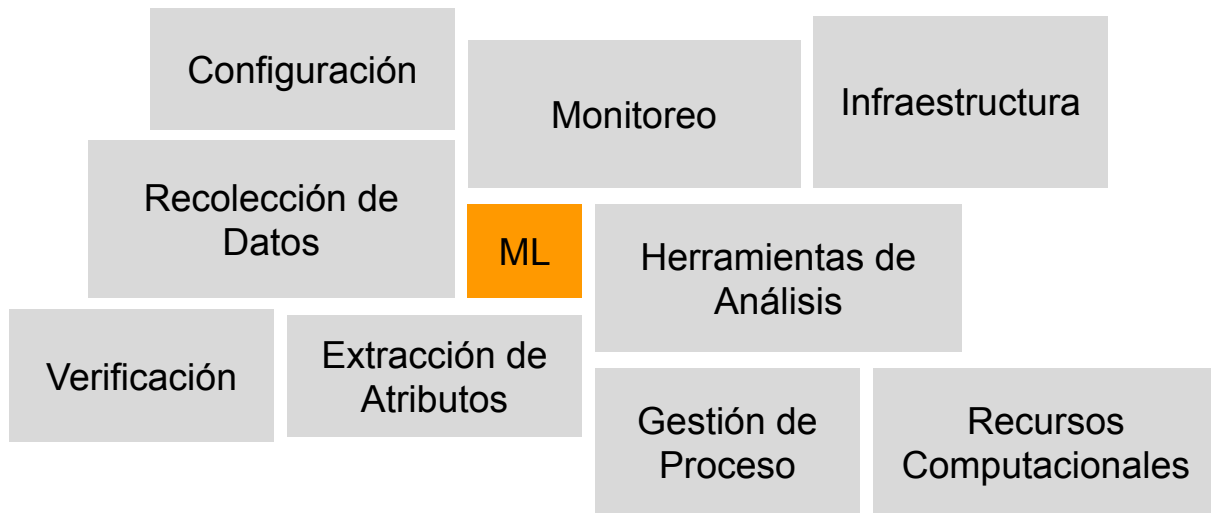 Configuración
Monitoreo
Infraestructura
Recolección de
Datos
ML
Herramientas de
Análisis
Verificación
Extracción de
Atributos
Gestión de
Proceso
Recursos
Computacionales